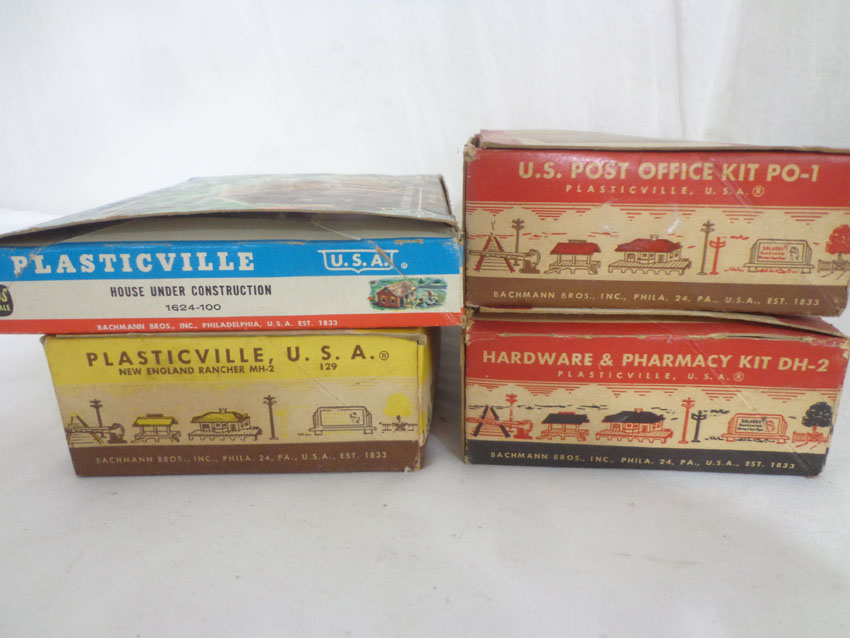 PLASTICVILLE U.S.A.
HOUSE UNDER CONSTRUCTION
1624-100
BACHMANN BROS., INC., PHILADELPHIA, U.S.A. EST. 1833
PLASTICVILLE, U.S.A.®
NEW ENGLAND RANCHER MH-2 129
BACHMANN BROS., INC., PHILA. 24, PA., U.S.A., EST. 1833
U.S. POST OFFICE KIT PO-1
PLASTICVILLE, U.S.A.®
BACHMANN BROS., INC., PHILA. 24, PA., U.S.A., EST. 1833
HARDWARE & PHARMACY KIT DH-2
PLASTICVILLE, U.S.A.®
BACHMANN BROS., INC., PHILA. 24, PA., U.S.A., EST. 1833